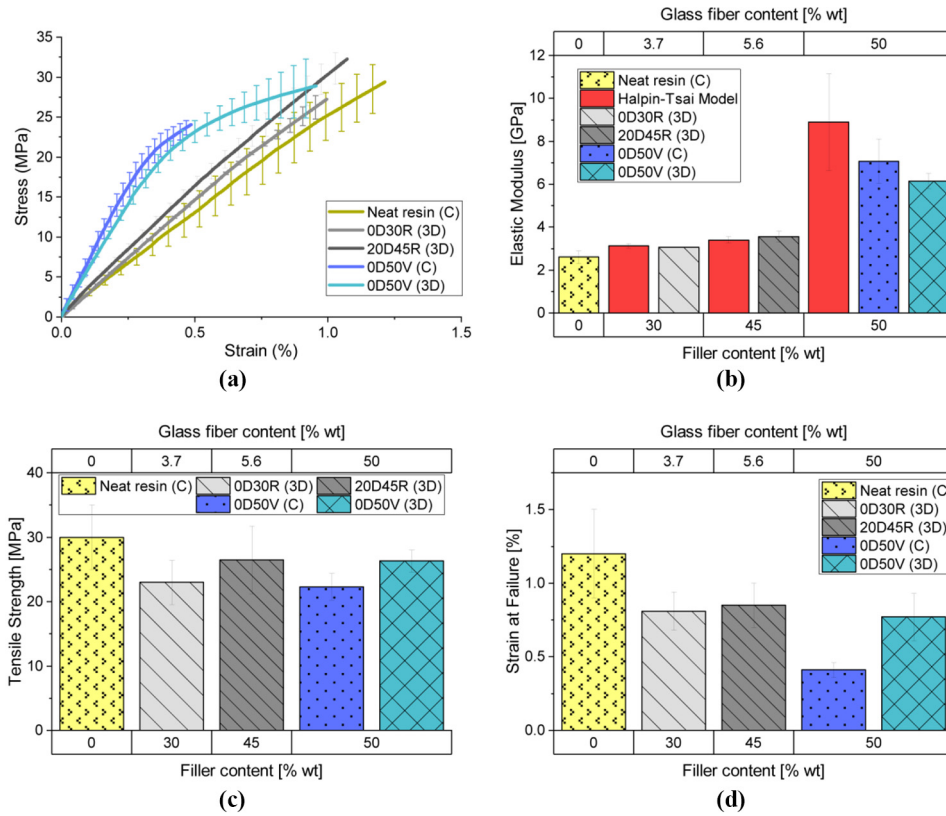 35
30
25
20
15
10
5
0
Stress (MPa)
Neat resin (C)
0D30R (3D)
20D45R (3D)
0D50V (C)
0D50V (3D)
0.0 0.5 1.0 1.5
Strain (%)
(a)
Glass fiber content [% wt]
0 3.7 5.6 50
12
10
8
6
4
2
0
Elastic Modulus [GPa]
Neat resin (C)
Halpin-Tsai Model
0D30R (3D)
20D45R (3D)
0D50V (C)
0D50V (3D)
0 30 45 50
Filler content [% wt]
(b)
Glass fiber content [% wt]
0 3.7 5.6 50
40
30
20
10
0
Tensile Strength [MPa]
Neat resin (C) 0D30R (3D) 20D45R (3D)
0D50V (C) 0D50V (3D)
0 30 45 50
Filler content [% wt]
(c)
Glass fiber content [% wt]
0 3.7 5.6 50
1.5
1.0
0.5
0.0
Strain at Failure [%]
Neat resin (C)
0D30R (3D)
20D45R (3D)
0D50V (C)
0D50V (3D)
0 30 45 50
Filler content [% wt]
(d)